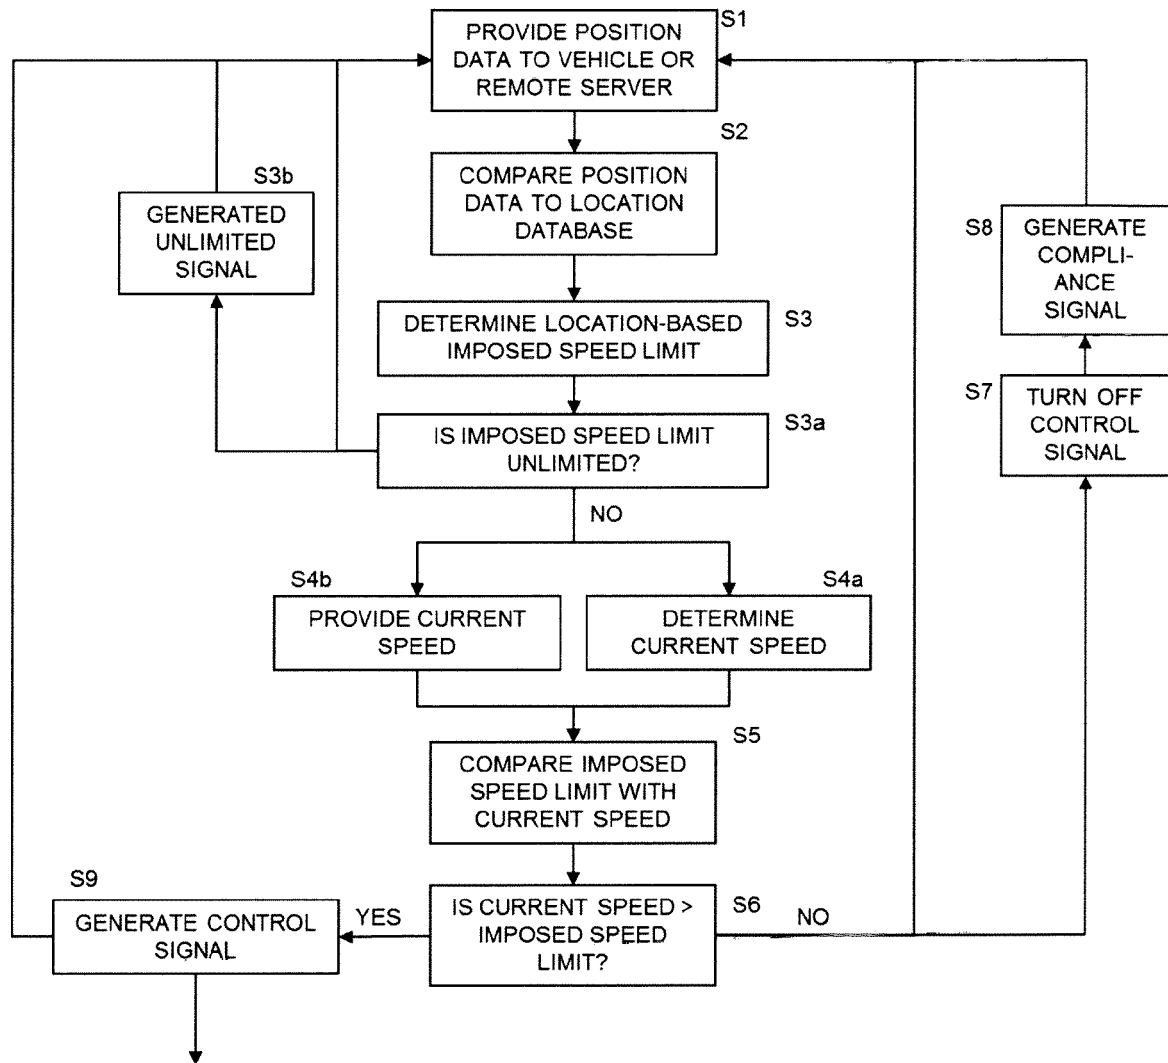 S1
PROVIDE POSITION
DATA TO VEHICLE OR
REMOTE SERVER
S2
COMPARE POSITION
DATA TO LOCATION
DATABASE
S3b
GENERATED
UNLIMITED
SIGNAL
S8
GENERATE
COMPLI-
ANCE
SIGNAL
S3
DETERMINE LOCATION-BASED
IMPOSED SPEED LIMIT
S7
TURN OFF
CONTROL
SIGNAL
S3a
IS IMPOSED SPEED LIMIT
UNLIMITED?
NO
S4b
PROVIDE CURRENT
SPEED
S4a
DETERMINE
CURRENT SPEED
S5
COMPARE IMPOSED
SPEED LIMIT WITH
CURRENT SPEED
S9
GENERATE CONTROL
SIGNAL
YES
IS CURRENT SPEED >
IMPOSED SPEED
LIMIT?
S6
NO